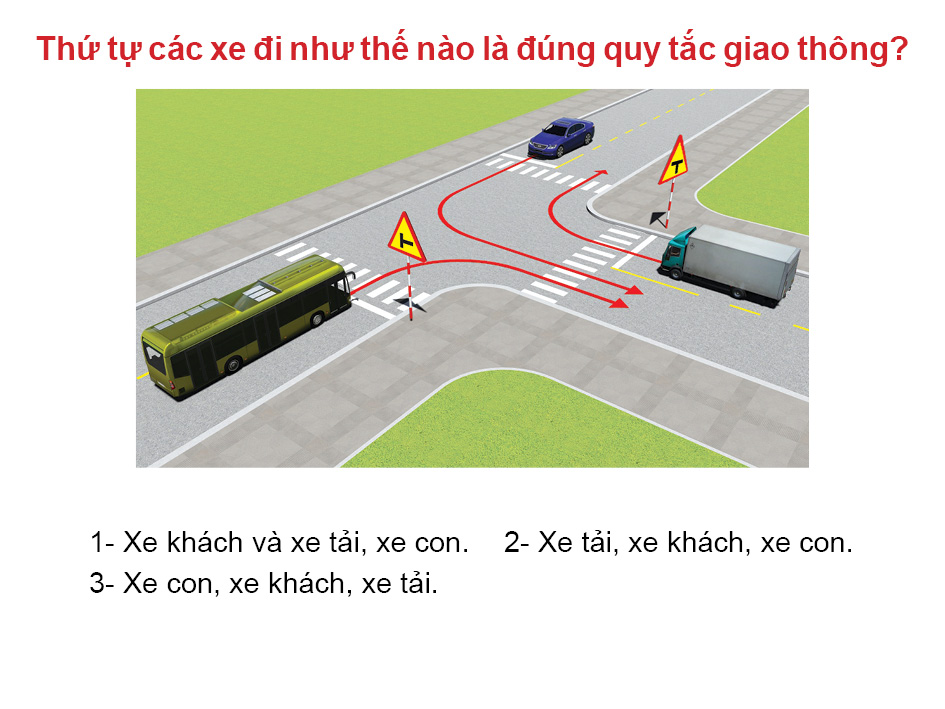 Thứ tự các xe đi như thế nào là đúng quy tắc giao thông?
1- Xe khách và xe tải, xe con. 2- Xe tải, xe khách, xe con.
3- Xe con, xe khách, xe tải.